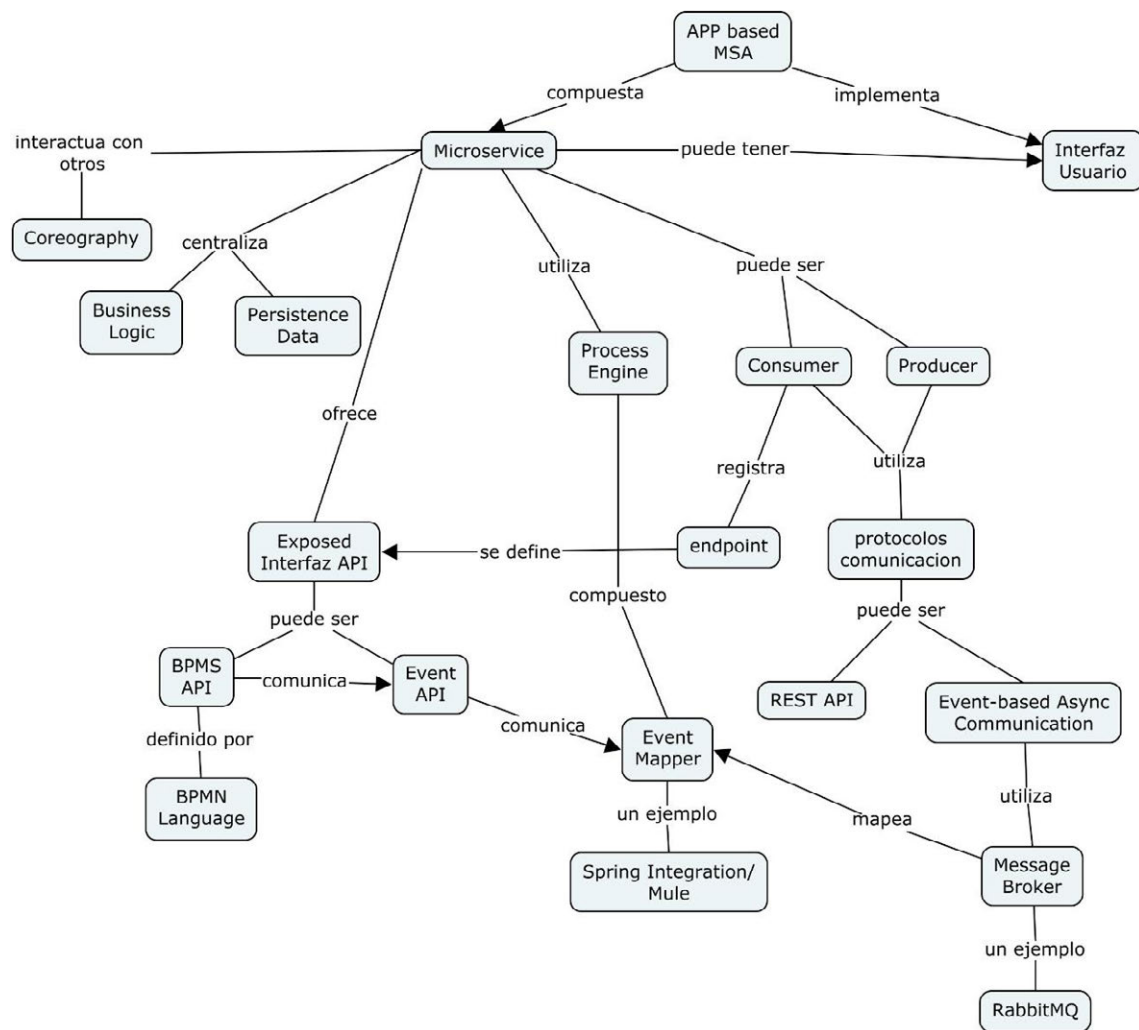 APP based
MSA
compuesta
implementa
interactua con
otros
Microservice
puede tener
Interfaz
Usuario
Coreography
centraliza
utiliza
puede ser
Business
Logic
Persistence
Data
Process
Engine
Consumer
Producer
ofrece
registra
utiliza
Exposed
Interfaz API
se define
endpoint
protocolos
comunicacion
compuesto
puede ser
puede ser
BPMS
API
comunica
Event
API
REST API
Event-based Async
Communication
comunica
definido por
Event
Mapper
BPMN
Language
utiliza
un ejemplo
mapea
Spring Integration/
Mule
Message
Broker
un ejemplo
RabbitMQ